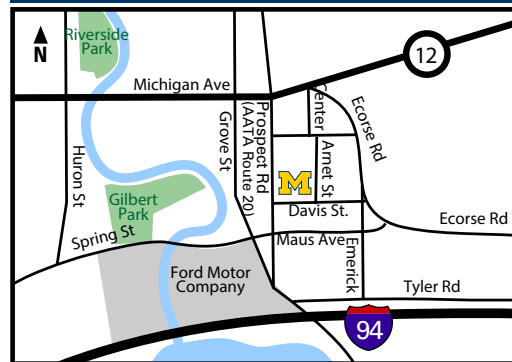 N
Riverside
Park
12
Michigan Ave
Center
Ecorse Rd
Huron St
Grove St
Prospect Rd
(AATA Route 20)
Arnet St
M
Gilbert
Park
Davis St.
Ecorse Rd
Spring St
Maus Ave
Emerick
Ford Motor
Company
Tyler Rd
94